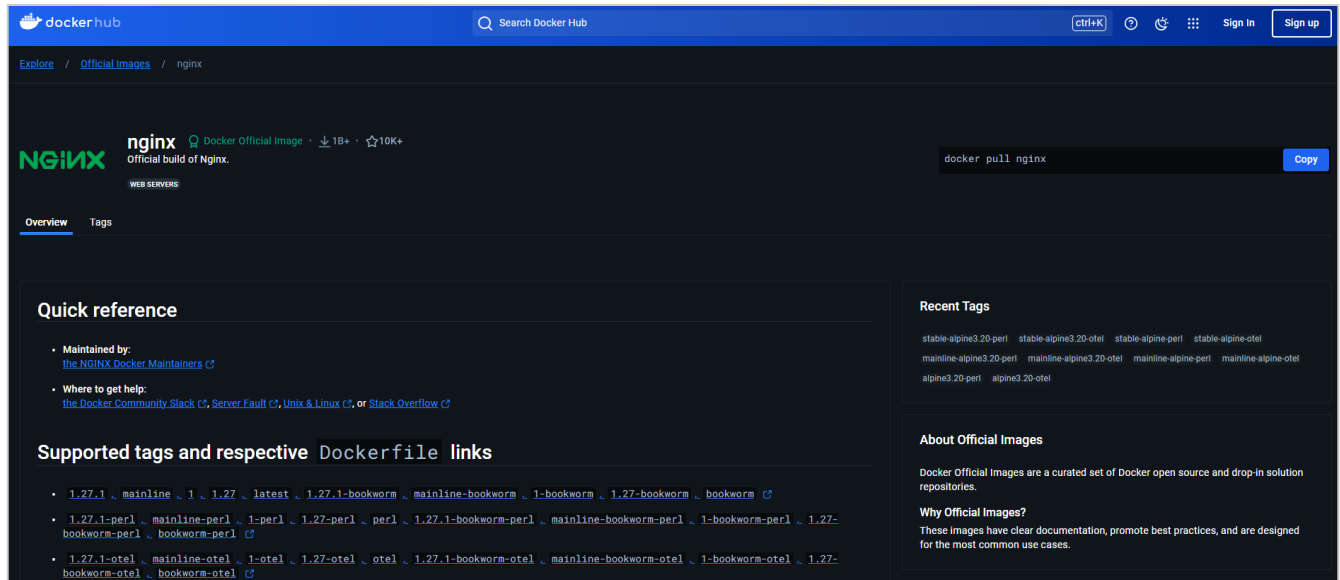 dockerhub
Search Docker Hub
ctrl+K
Sign In
Sign up
Explore / Official Images / nginx
NGINX
nginx Docker Official Image · 1B+ · 10K+
Official build of Nginx.
WEB SERVERS
docker pull nginx
Copy
Overview Tags
Quick reference
• Maintained by:
the NGINX Docker Maintainers
• Where to get help:
the Docker Community Slack, Server Fault, Unix & Linux, or Stack Overflow
Supported tags and respective Dockerfile links
• 1.27.1, mainline, 1, 1.27, latest, 1.27.1-bookworm, mainline-bookworm, 1-bookworm, 1.27-bookworm, bookworm
• 1.27.1-perl, mainline-perl, 1-perl, 1.27-perl, perl, 1.27.1-bookworm-perl, mainline-bookworm-perl, 1-bookworm-perl, 1.27-
bookworm-perl, bookworm-perl
• 1.27.1-otel, mainline-otel, 1-otel, 1.27-otel, otel, 1.27.1-bookworm-otel, mainline-bookworm-otel, 1-bookworm-otel, 1.27-
bookworm-otel, bookworm-otel
Recent Tags
stable-alpine3.20-perl stable-alpine3.20-otel stable-alpine-perl stable-alpine-otel
mainline-alpine3.20-perl mainline-alpine3.20-otel mainline-alpine-perl mainline-alpine-otel
alpine3.20-perl alpine3.20-otel
About Official Images
Docker Official Images are a curated set of Docker open source and drop-in solution
repositories.
Why Official Images?
These images have clear documentation, promote best practices, and are designed
for the most common use cases.